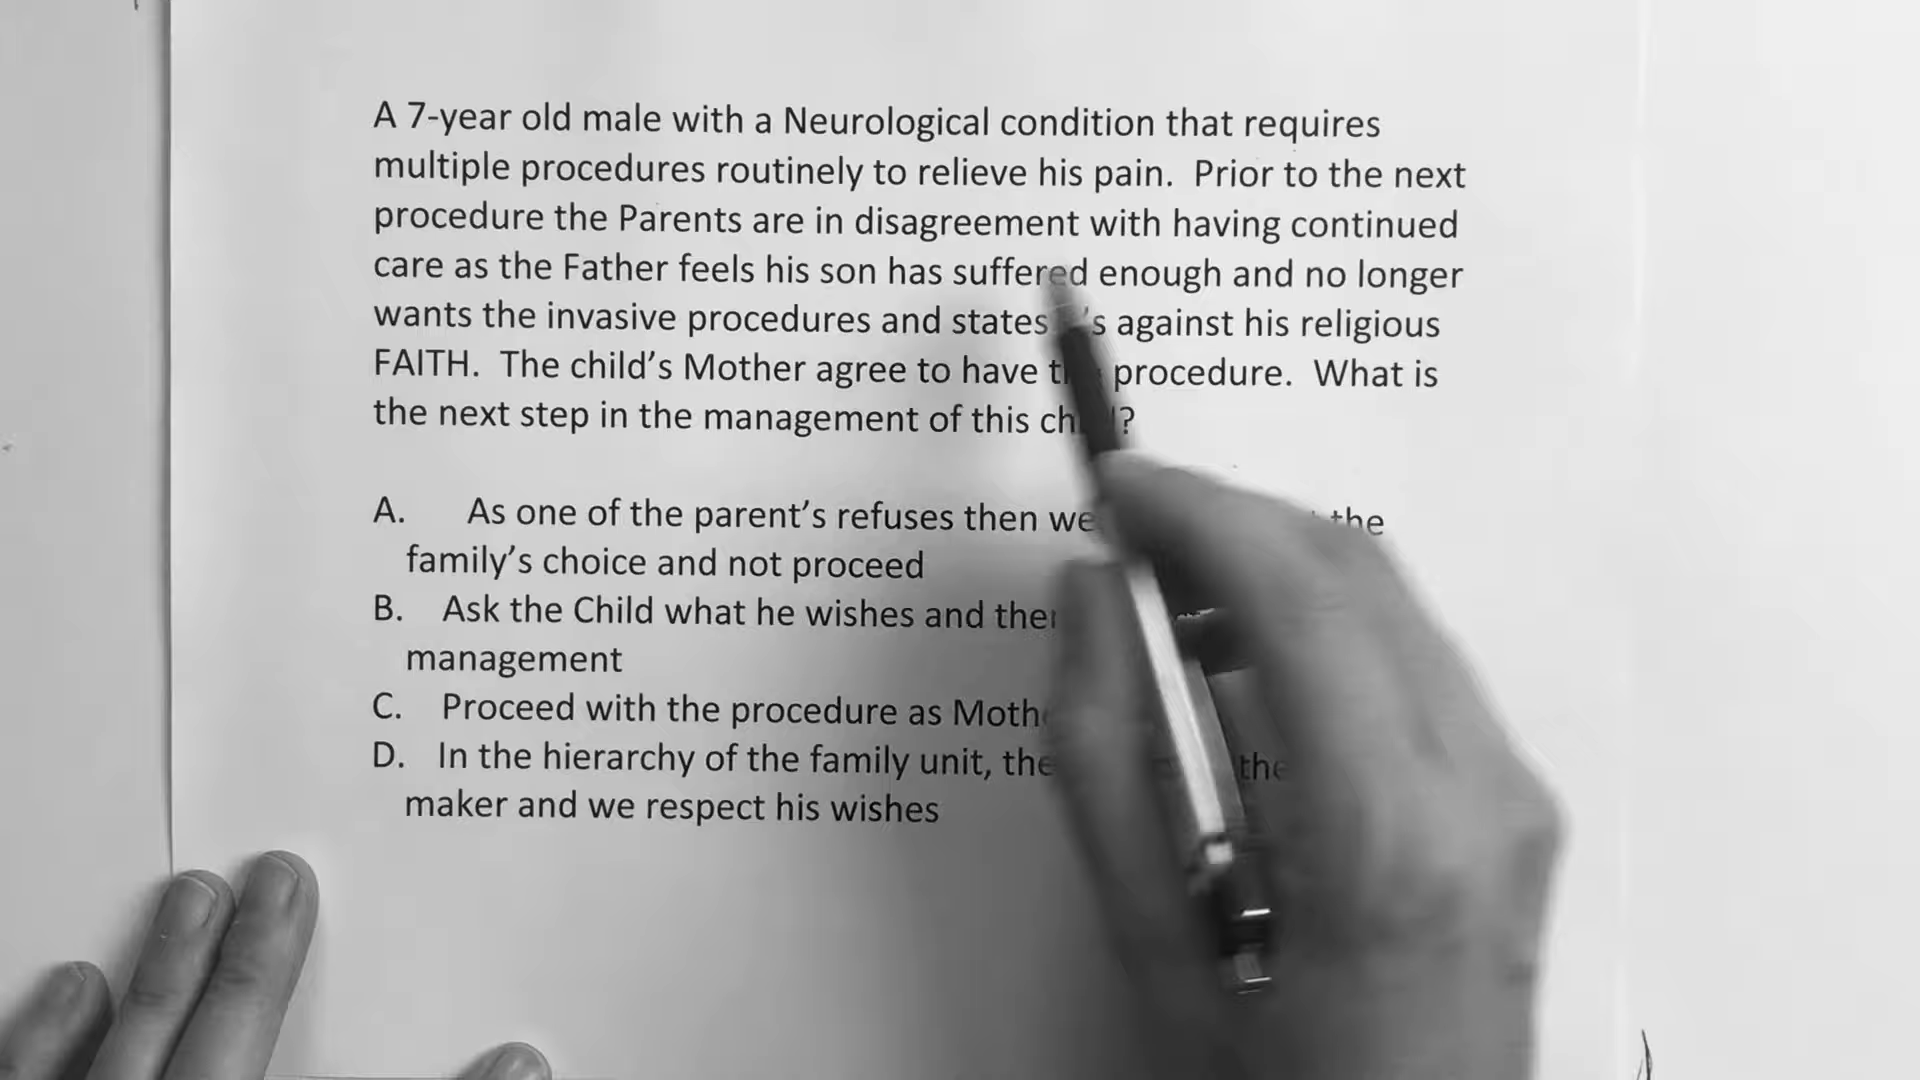 A 7-year old male with a Neurological condition that requires
multiple procedures routinely to relieve his pain. Prior to the next
procedure the Parents are in disagreement with having continued
care as the Father feels his son has suffered enough and no longer
wants the invasive procedures and states against his religious
FAITH. The child's Mother agree to have procedure. What is
the next step in the management of this
A. As one of the parent's refuses then we the
family's choice and not proceed
B. Ask the Child what he wishes and
management
C. Proceed with the procedure as
D. In the hierarchy of the family unit,
maker and we respect his wishes